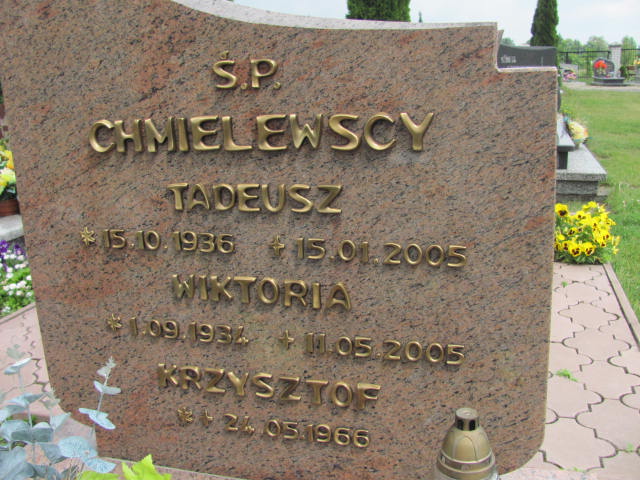 Ś.P.
CHMIELEWSCY
TADEUSZ
* 15.10.1936 + 15.01.2005
WIKTORIA
* 1.09.1934 + 11.05.2005
KRZYSZTOF
* + 24.05.1966